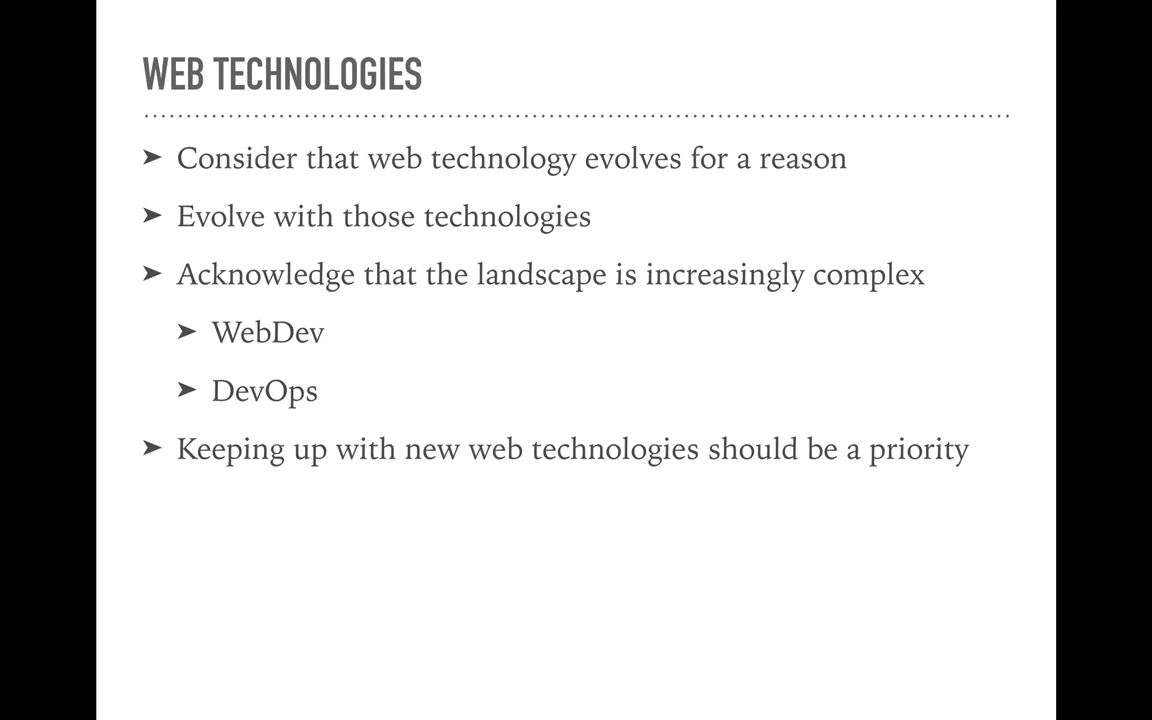 WEB TECHNOLOGIES
➤ Consider that web technology evolves for a reason
➤ Evolve with those technologies
➤ Acknowledge that the landscape is increasingly complex
➤ WebDev
➤ DevOps
➤ Keeping up with new web technologies should be a priority